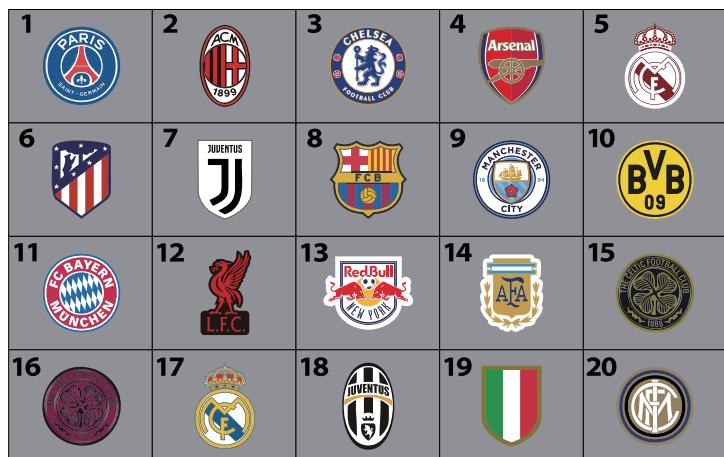 1
PARIS
SAINT-GERMAIN
2
ACM
1899
3
CHELSEA
FOOTBALL CLUB
4
Arsenal
5
6
7
JUVENTUS
J
8
FCB
9
MANCHESTER
18 94
CITY
10
BVB
09
11
FC BAYERN
MÜNCHEN
12
L.F.C.
13
Red Bull
NEW YORK
14
AFA
15
THE CELTIC FOOTBALL CLUB
1888
16
17
18
JUVENTUS
19
20